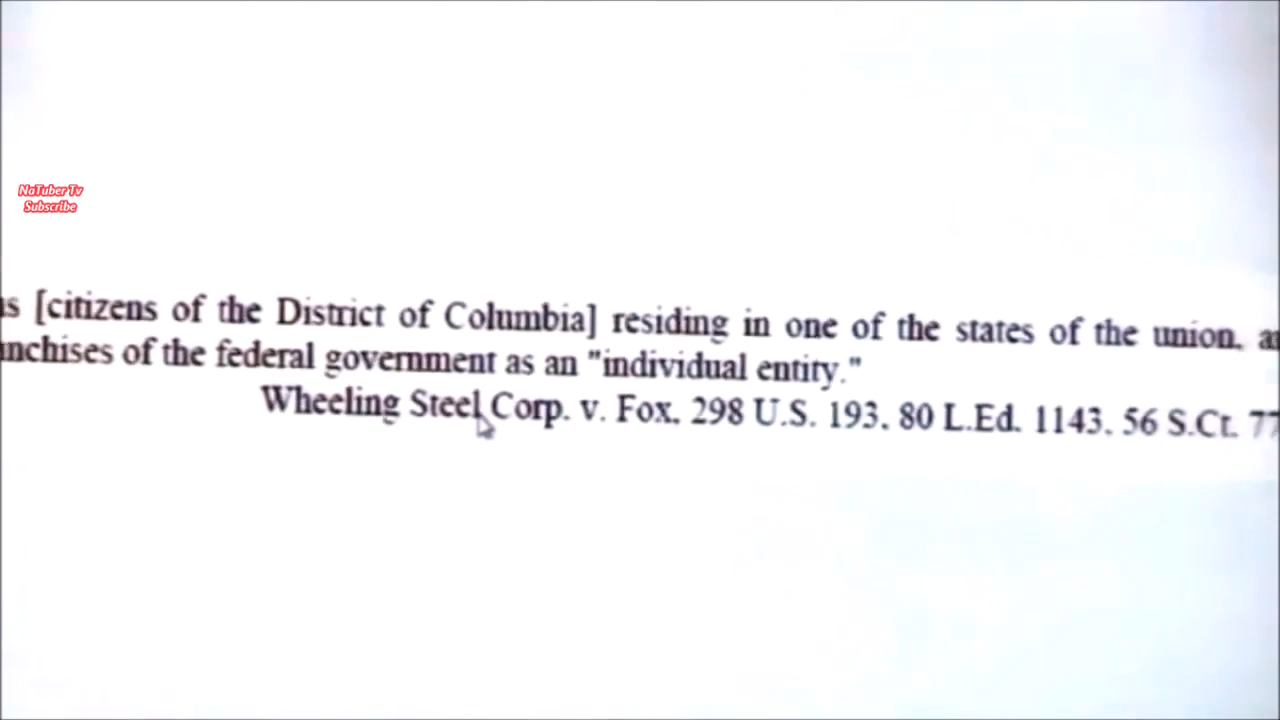 NaTuber Tv
Subscribe
[citizens of the District of Columbia] residing in one of the states of the union,
of the federal government as an "individual entity."
Wheeling Steel Corp. v. Fox, 298 U.S. 193, 80 L.Ed. 1143, 56 S.Ct. 77